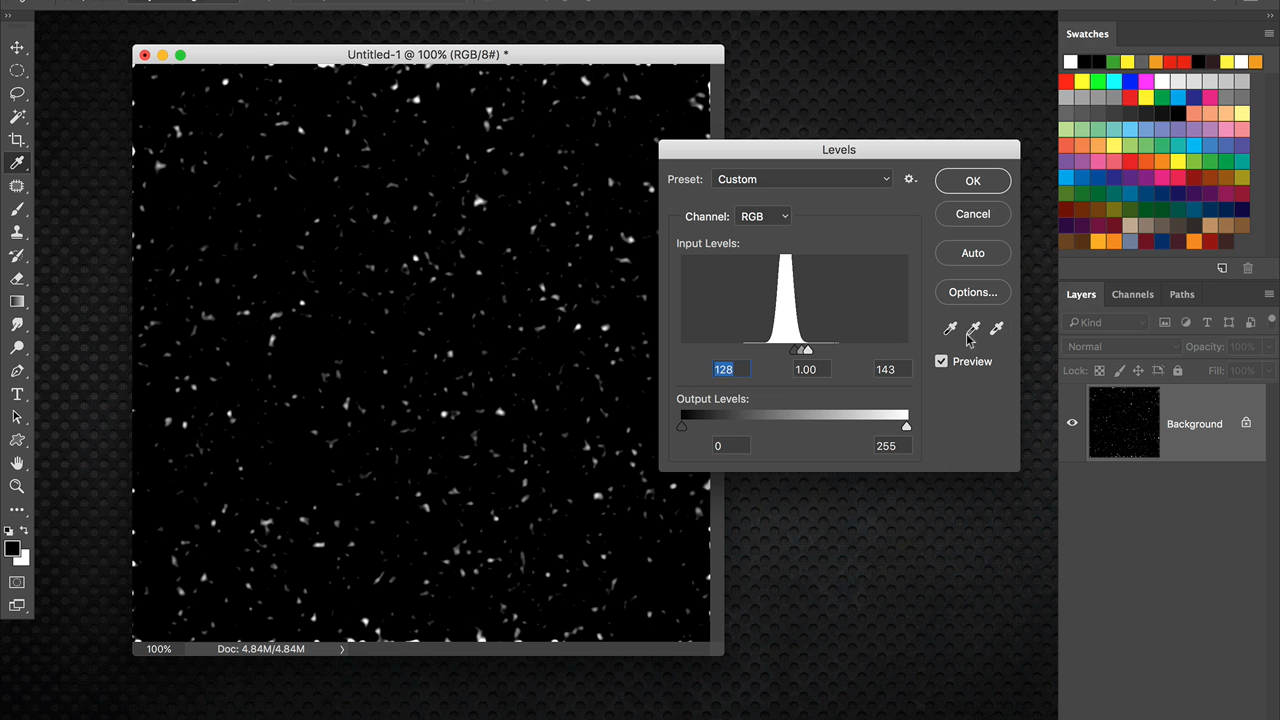 Untitled-1 @ 100% (RGB/8#) *
100%
Doc: 4.84M/4.84M
Levels
Preset: Custom
OK
Channel: RGB
Cancel
Input Levels:
Auto
Options...
128
1.00
143
Preview
Output Levels:
0
255
Swatches
Layers
Channels
Paths
Kind
Normal
Opacity: 100%
Lock:
Fill: 100%
Background